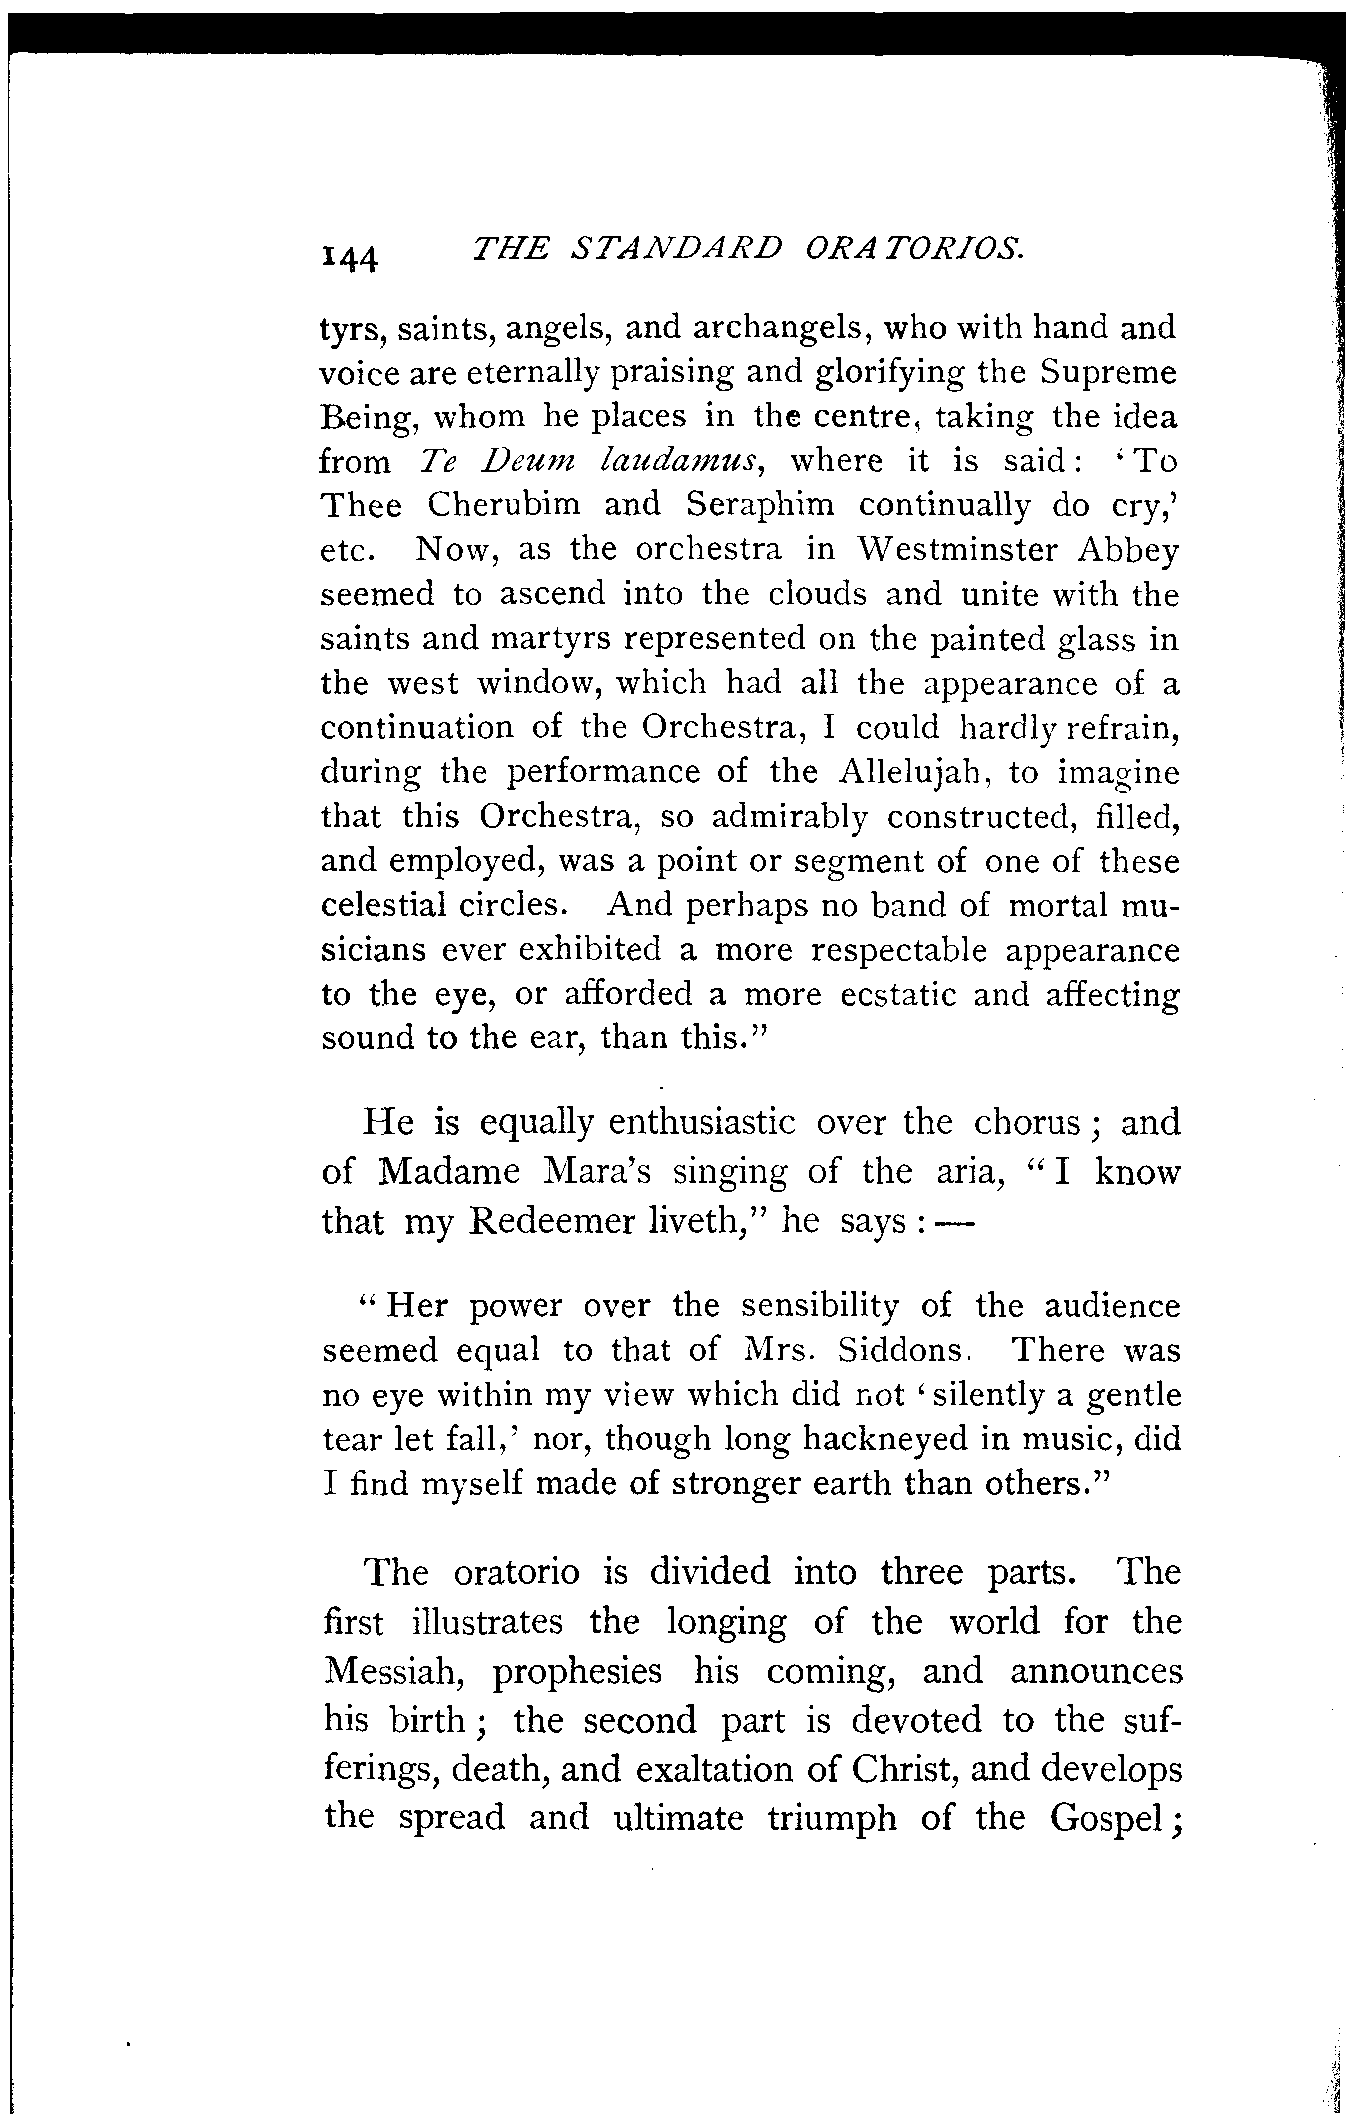 144 THE STANDARD ORATORIOS.
tyrs, saints, angels, and archangels, who with hand and
voice are eternally praising and glorifying the Supreme
Being, whom he places in the centre, taking the idea
from Te Deum laudamus, where it is said: ‘To
Thee Cherubim and Seraphim continually do cry,’
etc. Now, as the orchestra in Westminster Abbey
seemed to ascend into the clouds and unite with the
saints and martyrs represented on the painted glass in
the west window, which had all the appearance of a
continuation of the Orchestra, I could hardly refrain,
during the performance of the Allelujah, to imagine
that this Orchestra, so admirably constructed, filled,
and employed, was a point or segment of one of these
celestial circles. And perhaps no band of mortal mu-
sicians ever exhibited a more respectable appearance
to the eye, or afforded a more ecstatic and affecting
sound to the ear, than this.”
He is equally enthusiastic over the chorus; and
of Madame Mara’s singing of the aria, “I know
that my Redeemer liveth,” he says:—
“Her power over the sensibility of the audience
seemed equal to that of Mrs. Siddons. There was
no eye within my view which did not ‘silently a gentle
tear let fall,’ nor, though long hackneyed in music, did
I find myself made of stronger earth than others.”
The oratorio is divided into three parts. The
first illustrates the longing of the world for the
Messiah, prophesies his coming, and announces
his birth; the second part is devoted to the suf-
ferings, death, and exaltation of Christ, and develops
the spread and ultimate triumph of the Gospel;